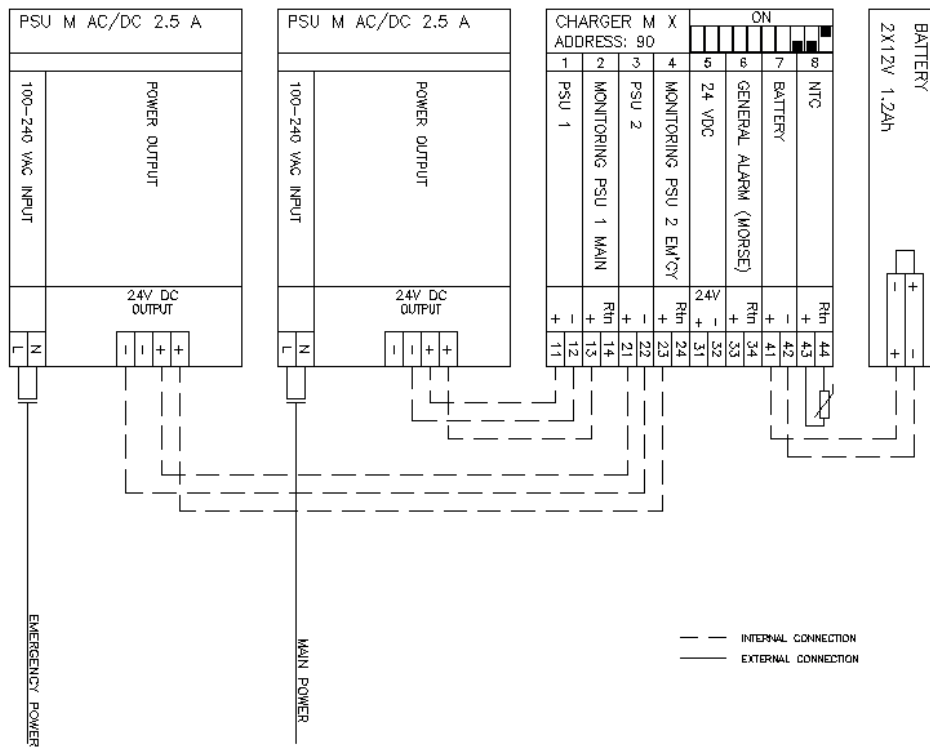 PSU M AC/DC 2.5 A
100-240 VAC INPUT
POWER OUTPUT
24V DC
OUTPUT
L N
- - + +
PSU M AC/DC 2.5 A
100-240 VAC INPUT
POWER OUTPUT
24V DC
OUTPUT
L N
- - + +
CHARGER M X
ADDRESS: 90
ON
1 2 3 4 5 6 7 8
PSU 1
MONITORING PSU 1 MAIN
PSU 2
MONITORING PSU 2 EM'CY
24 VDC
GENERAL ALARM (MORSE)
BATTERY
NTC
24V
+ - + Rtn + - + Rtn + - + Rtn + - + Rtn
11 12 13 14 21 22 23 24 31 32 33 34 41 42 43 44
BATTERY
2X12V 1.2Ah
- +
+ -
EMERGENCY POWER
MAIN POWER
INTERNAL CONNECTION
EXTERNAL CONNECTION